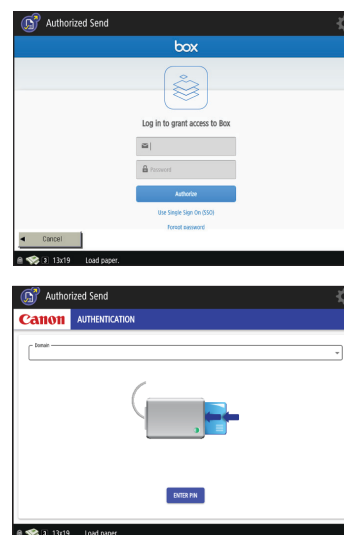 Authorized Send
box
Log in to grant access to Box
Password
Authorize
Use Single Sign On (SSO)
Forgot password
Cancel
3 13x19 Load paper.
Authorized Send
Canon AUTHENTICATION
Domain
ENTER PIN
3 13x19 Load paper.